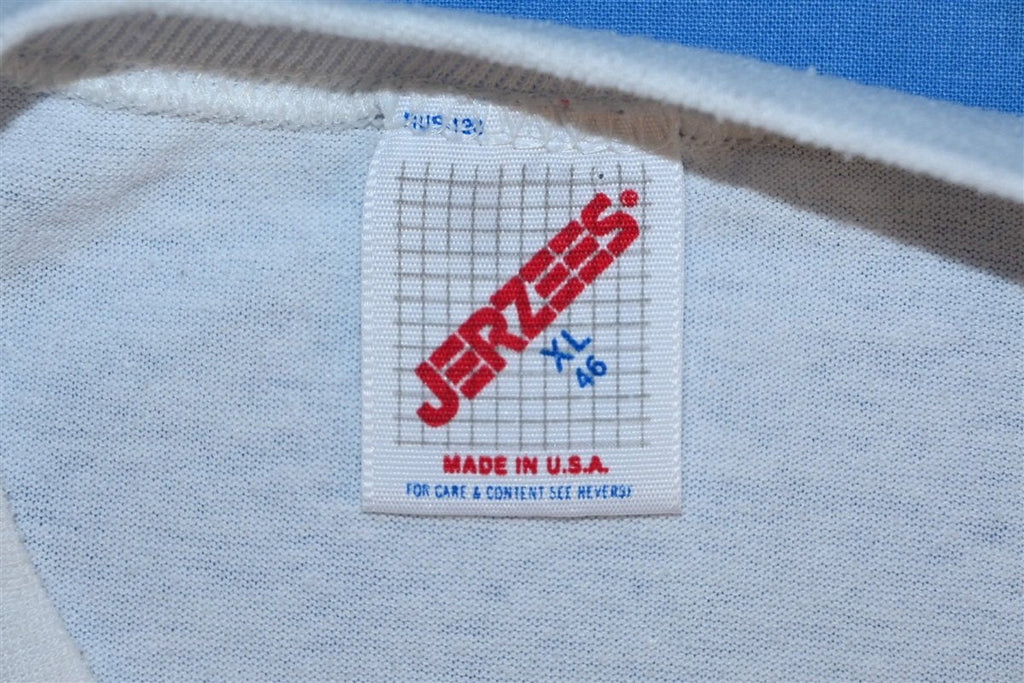 JERZEES
XL
46
MADE IN U.S.A.
FOR CARE & CONTENT SEE REVERSE